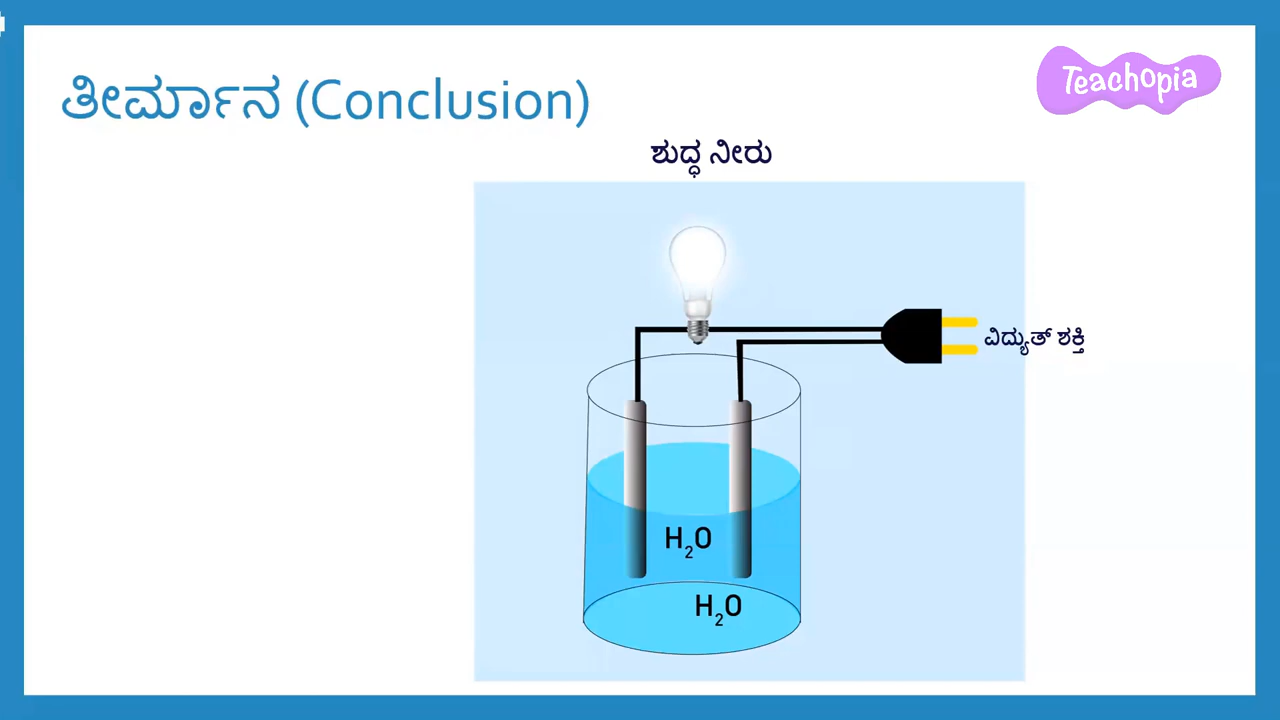 ತೀರ್ಮಾನ (Conclusion)
Teachopia
ಶುದ್ಧ ನೀರು
ವಿದ್ಯುತ್ ಶಕ್ತಿ
H₂O
H₂O